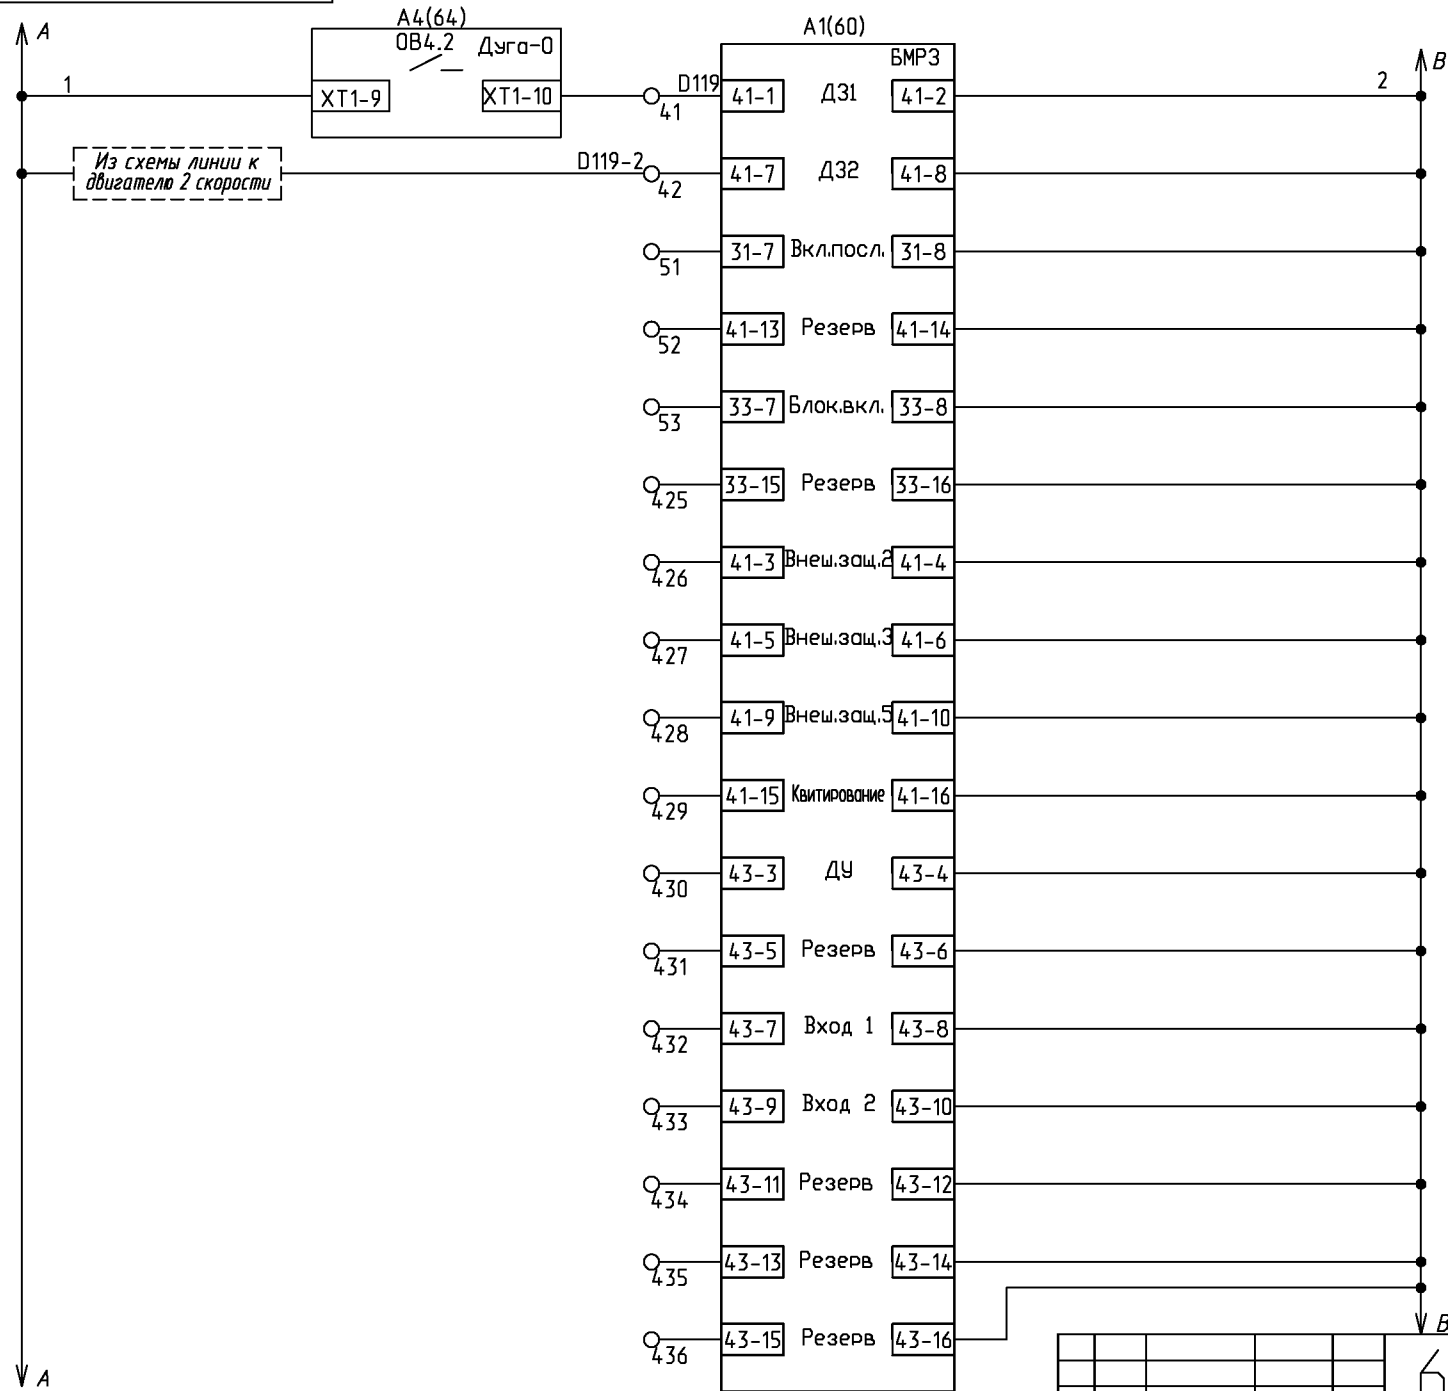 A
A4(64)
ОВ4.2 Дуга-О
1
XT1-9
XT1-10
41
D119
A1(60)
БМРЗ
41-1 ДЗ1 41-2
2
В
Из схемы линии к
двигателю 2 скорости
D119-2
42
41-7 ДЗ2 41-8
51
31-7 Вкл.посл. 31-8
52
41-13 Резерв 41-14
53
33-7 Блок.вкл. 33-8
425
33-15 Резерв 33-16
426
41-3 Внеш.защ.2 41-4
427
41-5 Внеш.защ.3 41-6
428
41-9 Внеш.защ.5 41-10
429
41-15 Квитирование 41-16
430
43-3 ДУ 43-4
431
43-5 Резерв 43-6
432
43-7 Вход 1 43-8
433
43-9 Вход 2 43-10
434
43-11 Резерв 43-12
435
43-13 Резерв 43-14
436
43-15 Резерв 43-16
В
A